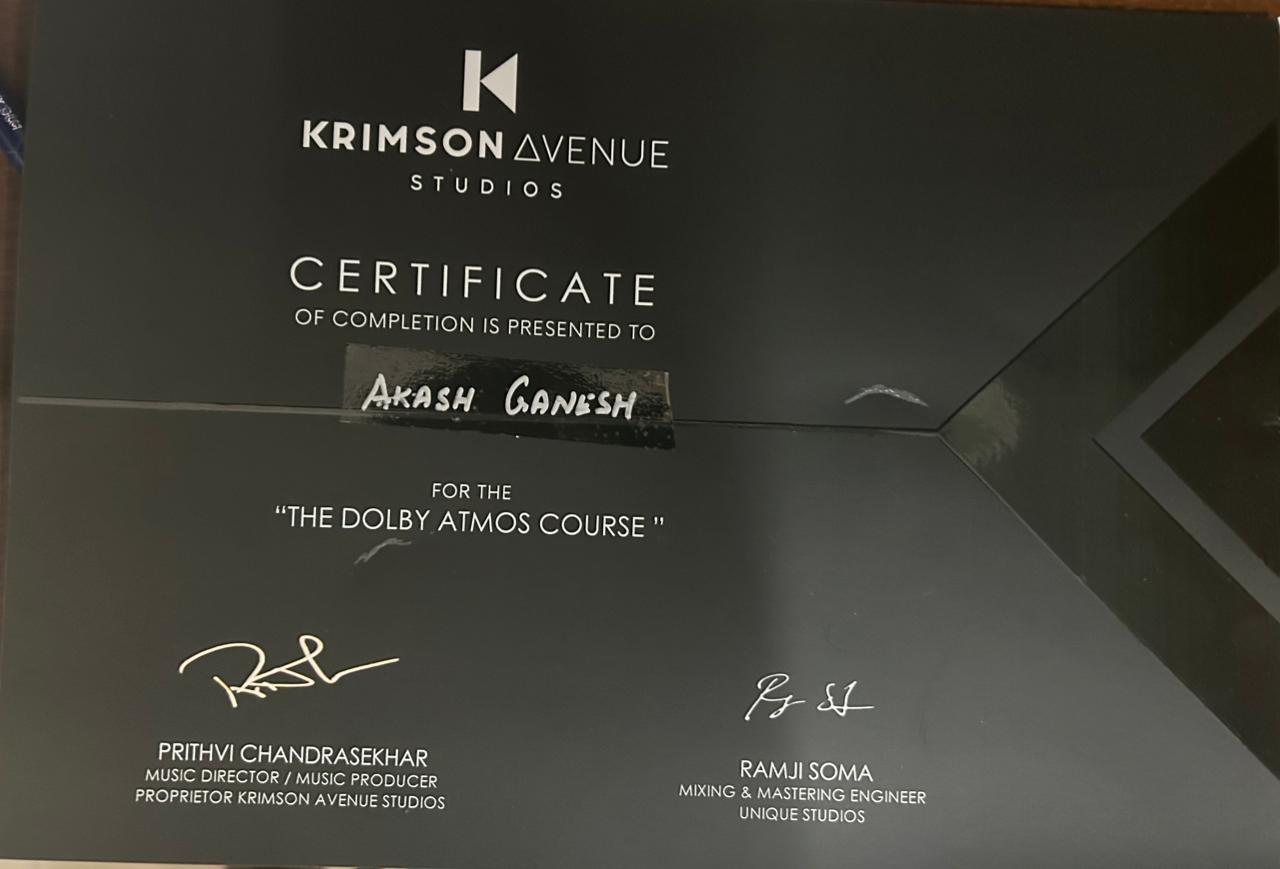 KRIMSON AVENUE
STUDIOS
CERTIFICATE
OF COMPLETION IS PRESENTED TO
AKASH GANESH
FOR THE
“THE DOLBY ATMOS COURSE ”
PRITHVI CHANDRASEKHAR
MUSIC DIRECTOR / MUSIC PRODUCER
PROPRIETOR KRIMSON AVENUE STUDIOS
RAMJI SOMA
MIXING & MASTERING ENGINEER
UNIQUE STUDIOS